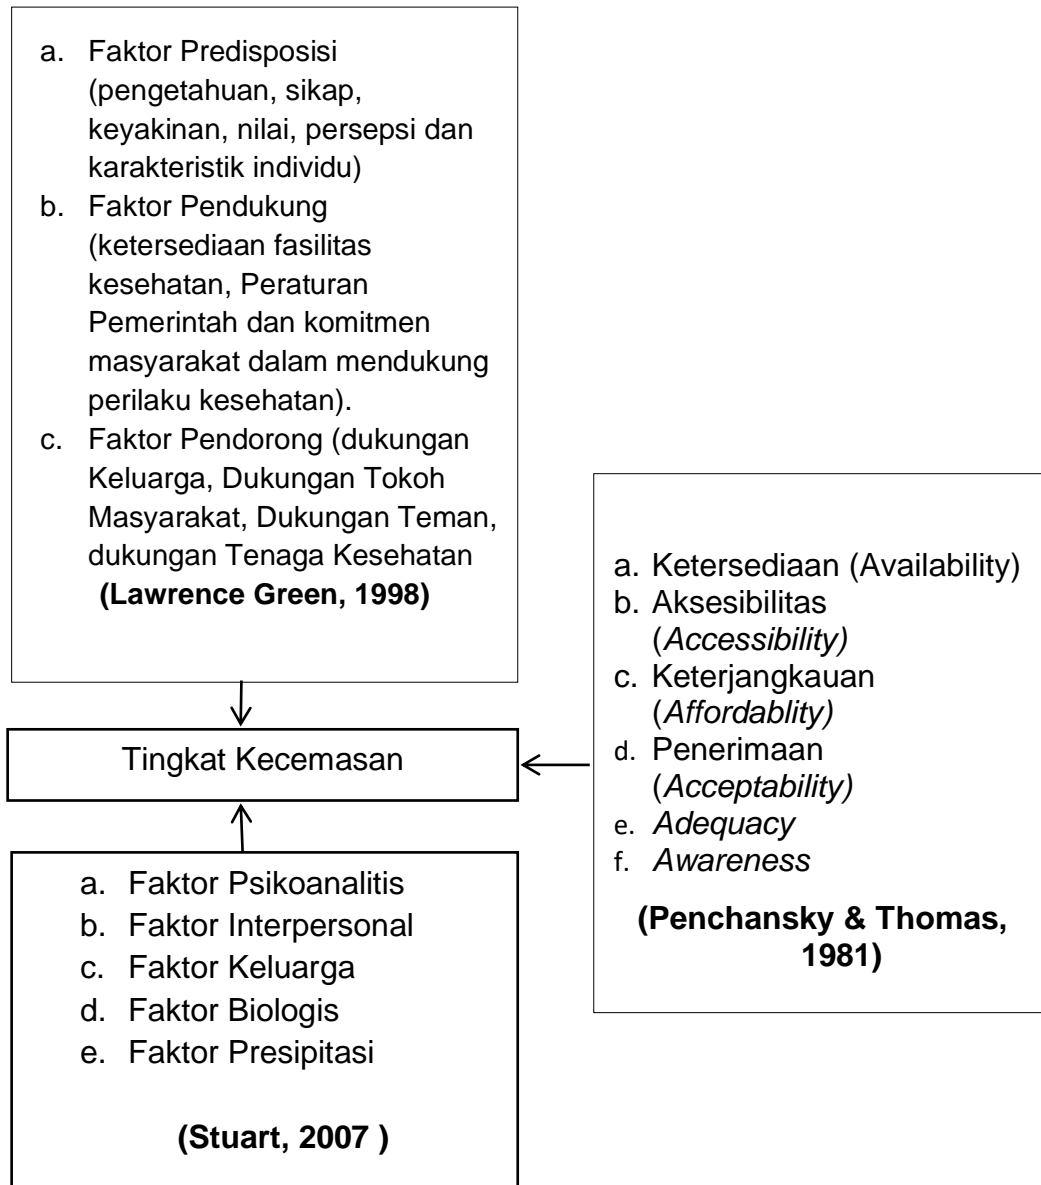 a. Faktor Predisposisi
(pengetahuan, sikap,
keyakinan, nilai, persepsi dan
karakteristik individu)
b. Faktor Pendukung
(ketersediaan fasilitas
kesehatan, Peraturan
Pemerintah dan komitmen
masyarakat dalam mendukung
perilaku kesehatan).
c. Faktor Pendorong (dukungan
Keluarga, Dukungan Tokoh
Masyarakat, Dukungan Teman,
dukungan Tenaga Kesehatan
(Lawrence Green, 1998)
Tingkat Kecemasan
a. Ketersediaan (Availability)
b. Aksesibilitas
(Accessibility)
c. Keterjangkauan
(Affordablity)
d. Penerimaan
(Acceptability)
e. Adequacy
f. Awareness
(Penchansky & Thomas,
1981)
a. Faktor Psikoanalitis
b. Faktor Interpersonal
c. Faktor Keluarga
d. Faktor Biologis
e. Faktor Presipitasi
(Stuart, 2007 )